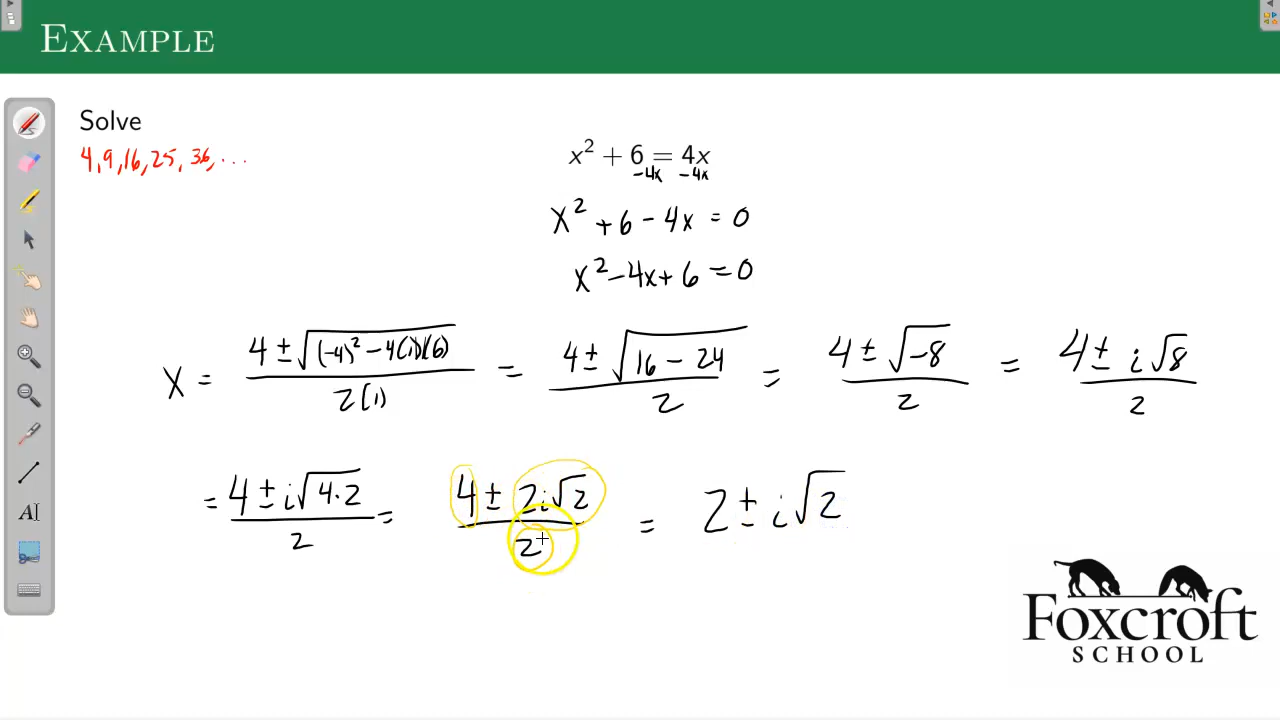 EXAMPLE
Solve
4, 9, 16, 25, 36, ...
x² + 6 = 4x
-4x -4x
x² + 6 - 4x = 0
x² - 4x + 6 = 0
x = (4 ± √((-4)² - 4(1)(6))) / 2(1) = (4 ± √(16 - 24)) / 2 = (4 ± √-8) / 2 = (4 ± i√8) / 2
= (4 ± i√(4·2)) / 2 = (4 ± 2i√2) / 2 = 2 ± i√2
AI
Foxcroft
SCHOOL